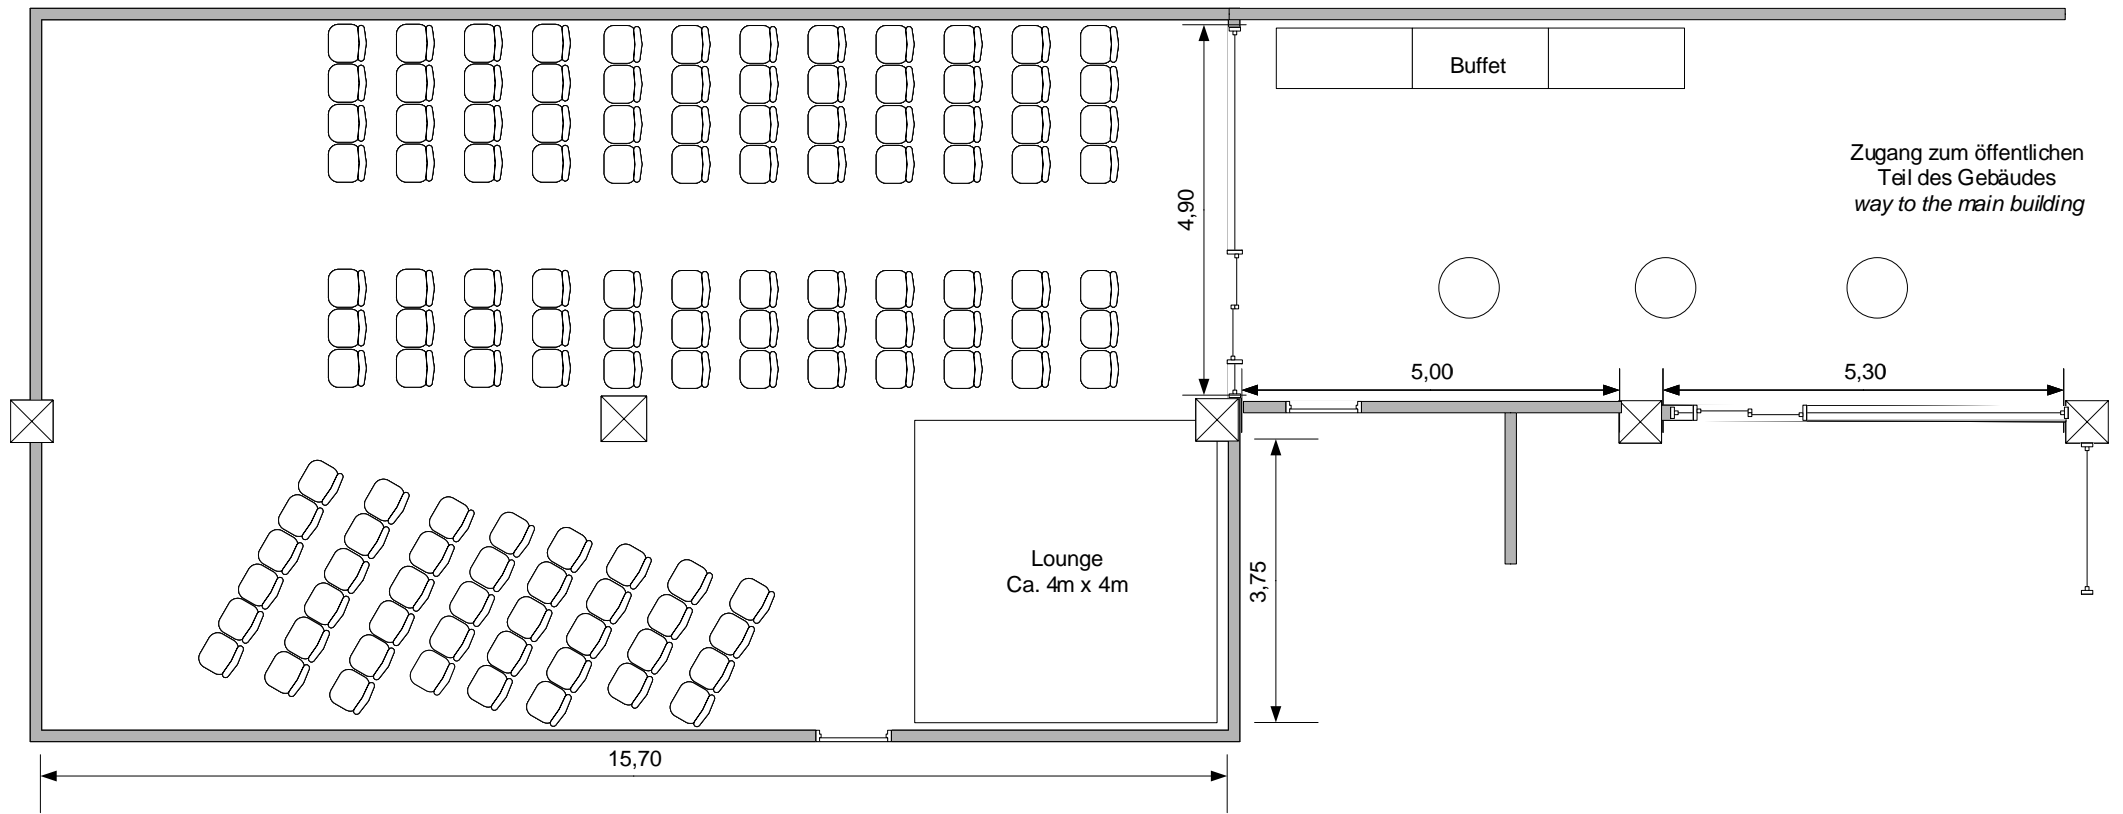 Buffet
Zugang zum öffentlichen
Teil des Gebäudes
way to the main building
4,90
5,00
5,30
Lounge
Ca. 4m x 4m
3,75
15,70